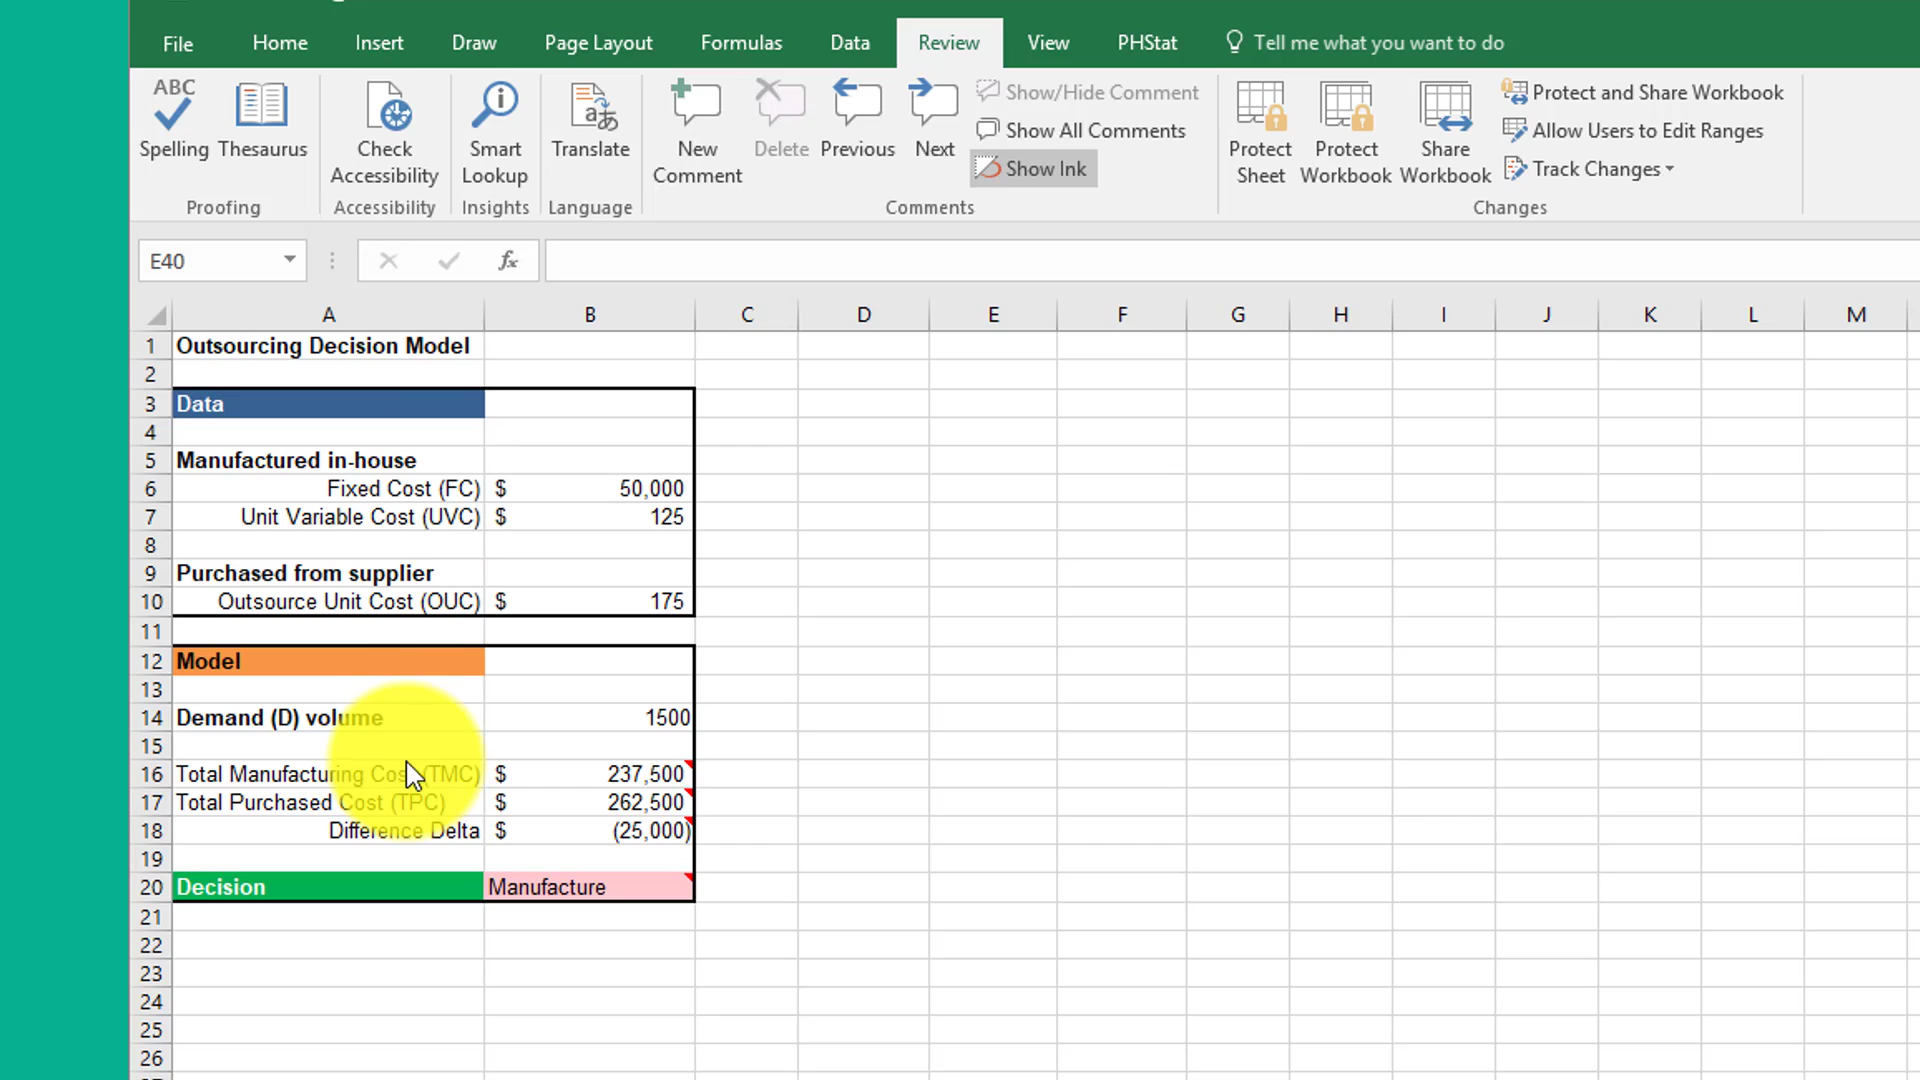 File Home Insert Draw Page Layout Formulas Data Review View PHStat Tell me what you want to do
ABC
Spelling Thesaurus Check Accessibility Smart Lookup Translate New Comment Delete Previous Next
Show/Hide Comment
Show All Comments
Show Ink
Protect Sheet Protect Workbook Share Workbook
Protect and Share Workbook
Allow Users to Edit Ranges
Track Changes
Proofing Accessibility Insights Language Comments Changes
E40 fx
A B C D E F G H I J K L M
1 Outsourcing Decision Model
2
3 Data
4
5 Manufactured in-house
6 Fixed Cost (FC) $ 50,000
7 Unit Variable Cost (UVC) $ 125
8
9 Purchased from supplier
10 Outsource Unit Cost (OUC) $ 175
11
12 Model
13
14 Demand (D) volume 1500
15
16 Total Manufacturing Cost (TMC) $ 237,500
17 Total Purchased Cost (TPC) $ 262,500
18 Difference Delta $ (25,000)
19
20 Decision Manufacture
21
22
23
24
25
26